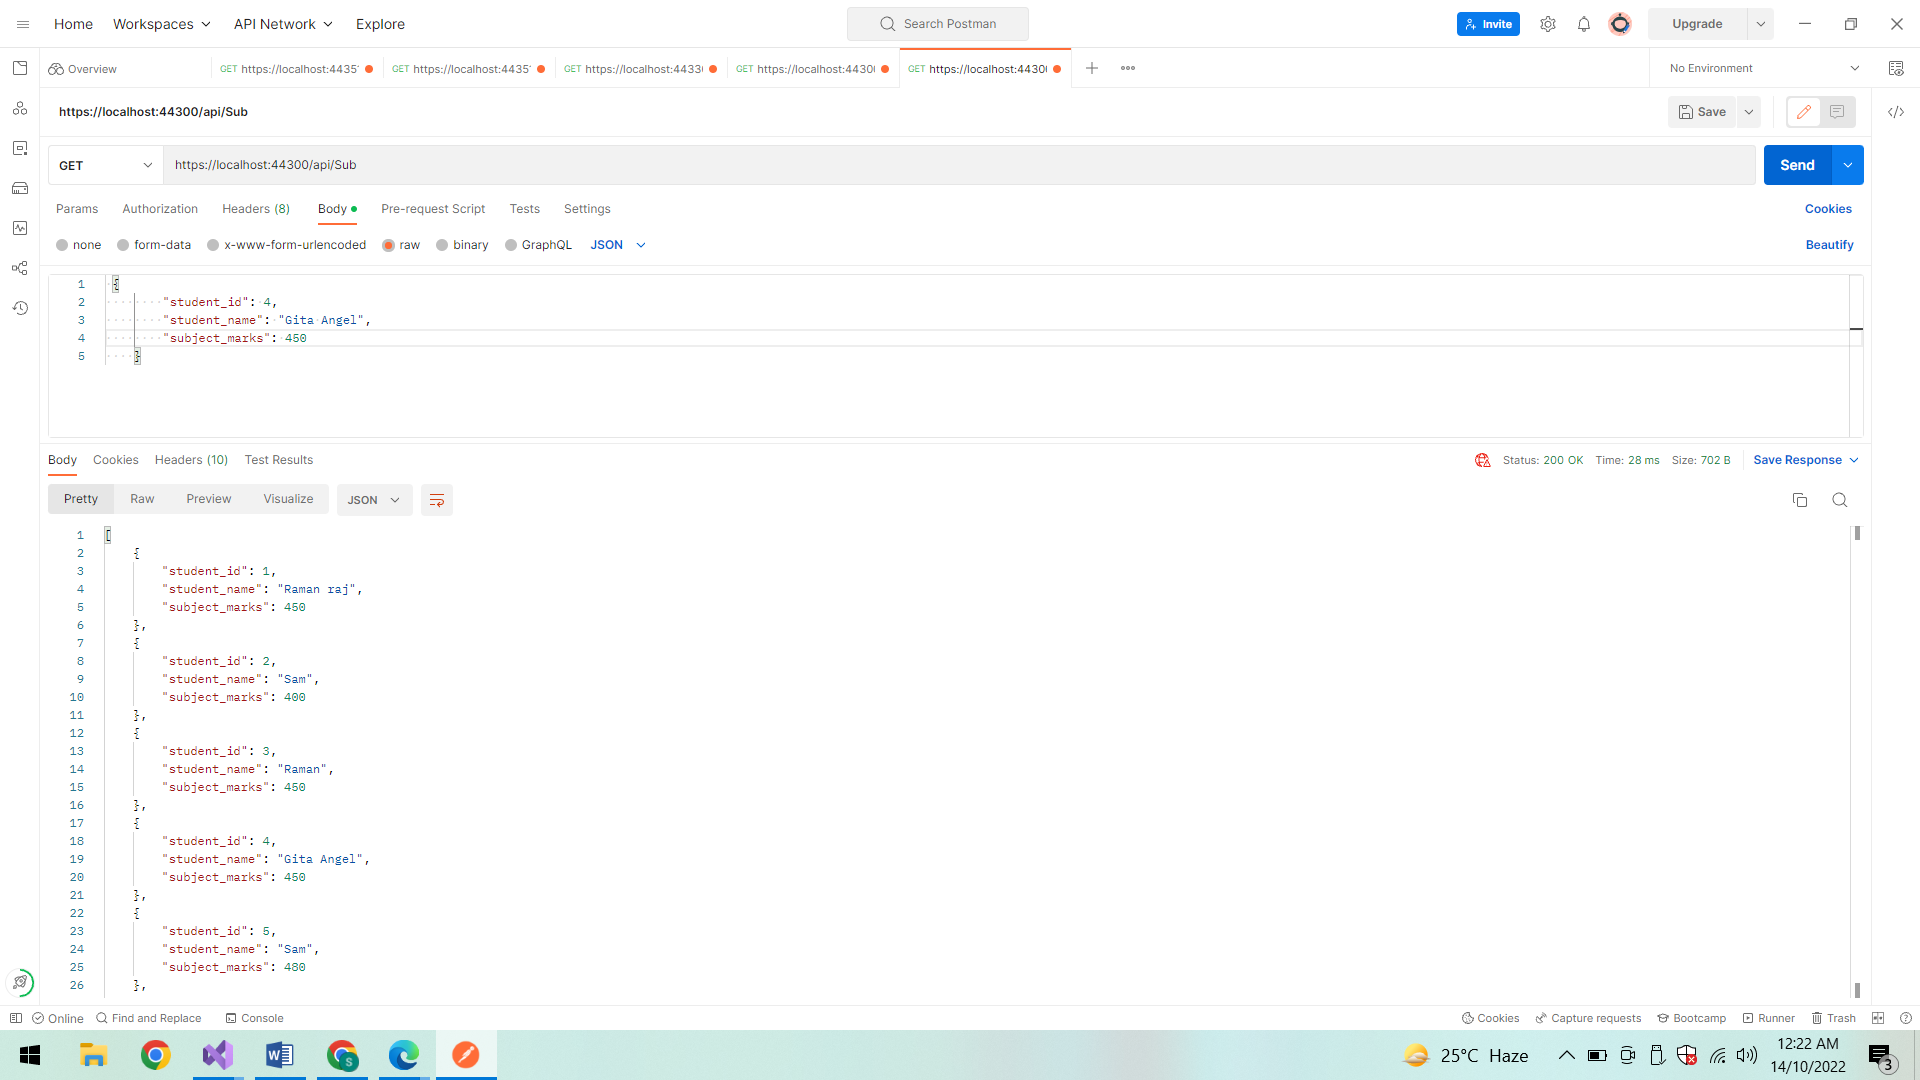 Home Workspaces API Network Explore Search Postman Invite Upgrade
Overview GET https://localhost:4435 GET https://localhost:4435 GET https://localhost:4433 GET https://localhost:4430 GET https://localhost:4430 No Environment
https://localhost:44300/api/Sub Save
GET https://localhost:44300/api/Sub Send
Params Authorization Headers (8) Body Pre-request Script Tests Settings Cookies
none form-data x-www-form-urlencoded raw binary GraphQL JSON Beautify
1 {
2 "student_id": 4,
3 "student_name": "Gita Angel",
4 "subject_marks": 450
5 }
Body Cookies Headers (10) Test Results Status: 200 OK Time: 28 ms Size: 702 B Save Response
Pretty Raw Preview Visualize JSON
1 [
2 {
3 "student_id": 1,
4 "student_name": "Raman raj",
5 "subject_marks": 450
6 },
7 {
8 "student_id": 2,
9 "student_name": "Sam",
10 "subject_marks": 400
11 },
12 {
13 "student_id": 3,
14 "student_name": "Raman",
15 "subject_marks": 450
16 },
17 {
18 "student_id": 4,
19 "student_name": "Gita Angel",
20 "subject_marks": 450
21 },
22 {
23 "student_id": 5,
24 "student_name": "Sam",
25 "subject_marks": 480
26 },
Online Find and Replace Console Cookies Capture requests Bootcamp Runner Trash
25°C Haze 12:22 AM
14/10/2022 3